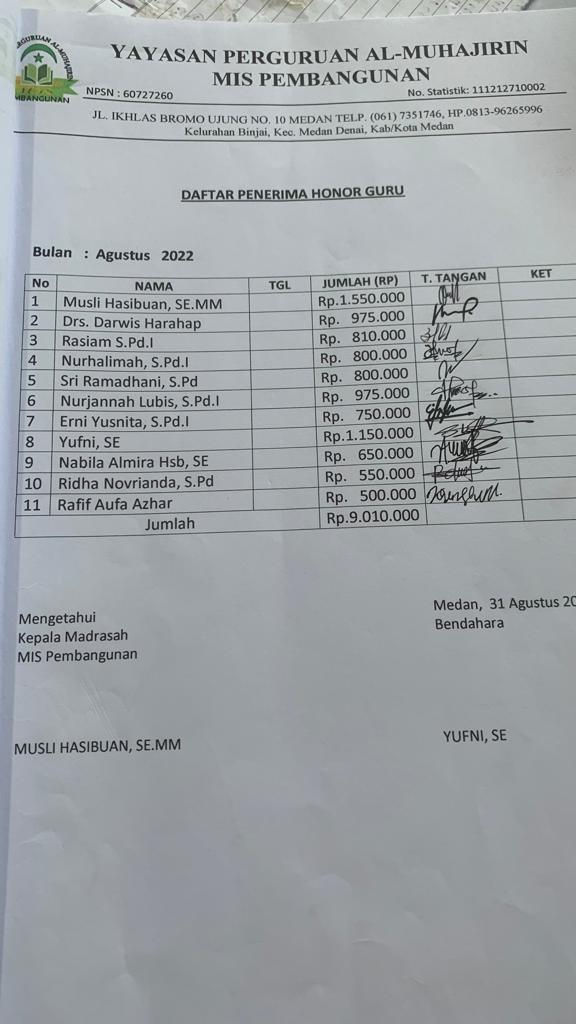 YAYASAN PERGURUAN AL-MUHAJIRIN
MIS PEMBANGUNAN
NPSN : 60727260 No. Statistik: 111212710002
JL. IKHLAS BROMO UJUNG NO. 10 MEDAN TELP. (061) 7351746, HP.0813-96265996
Kelurahan Binjai, Kec. Medan Denai, Kab/Kota Medan
DAFTAR PENERIMA HONOR GURU
Bulan : Agustus 2022
No NAMA TGL JUMLAH (RP) T. TANGAN KET
1 Musli Hasibuan, SE.MM Rp.1.550.000
2 Drs. Darwis Harahap Rp. 975.000
3 Rasiam S.Pd.I Rp. 810.000
4 Nurhalimah, S.Pd.I Rp. 800.000
5 Sri Ramadhani, S.Pd Rp. 800.000
6 Nurjannah Lubis, S.Pd.I Rp. 975.000
7 Erni Yusnita, S.Pd.I Rp. 750.000
8 Yufni, SE Rp.1.150.000
9 Nabila Almira Hsb, SE Rp. 650.000
10 Ridha Novrianda, S.Pd Rp. 550.000
11 Rafif Aufa Azhar Rp. 500.000
Jumlah Rp.9.010.000
Medan, 31 Agustus 20
Mengetahui Bendahara
Kepala Madrasah
MIS Pembangunan
MUSLI HASIBUAN, SE.MM YUFNI, SE